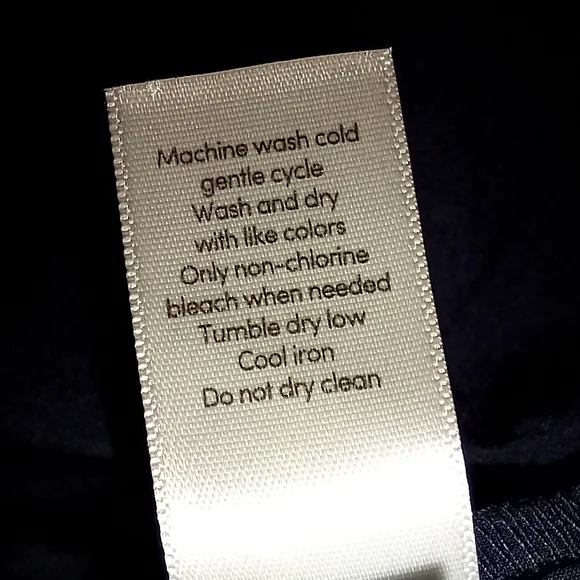 Machine wash cold
gentle cycle
Wash and dry
with like colors
Only non-chlorine
bleach when needed
Tumble dry low
Cool iron
Do not dry clean